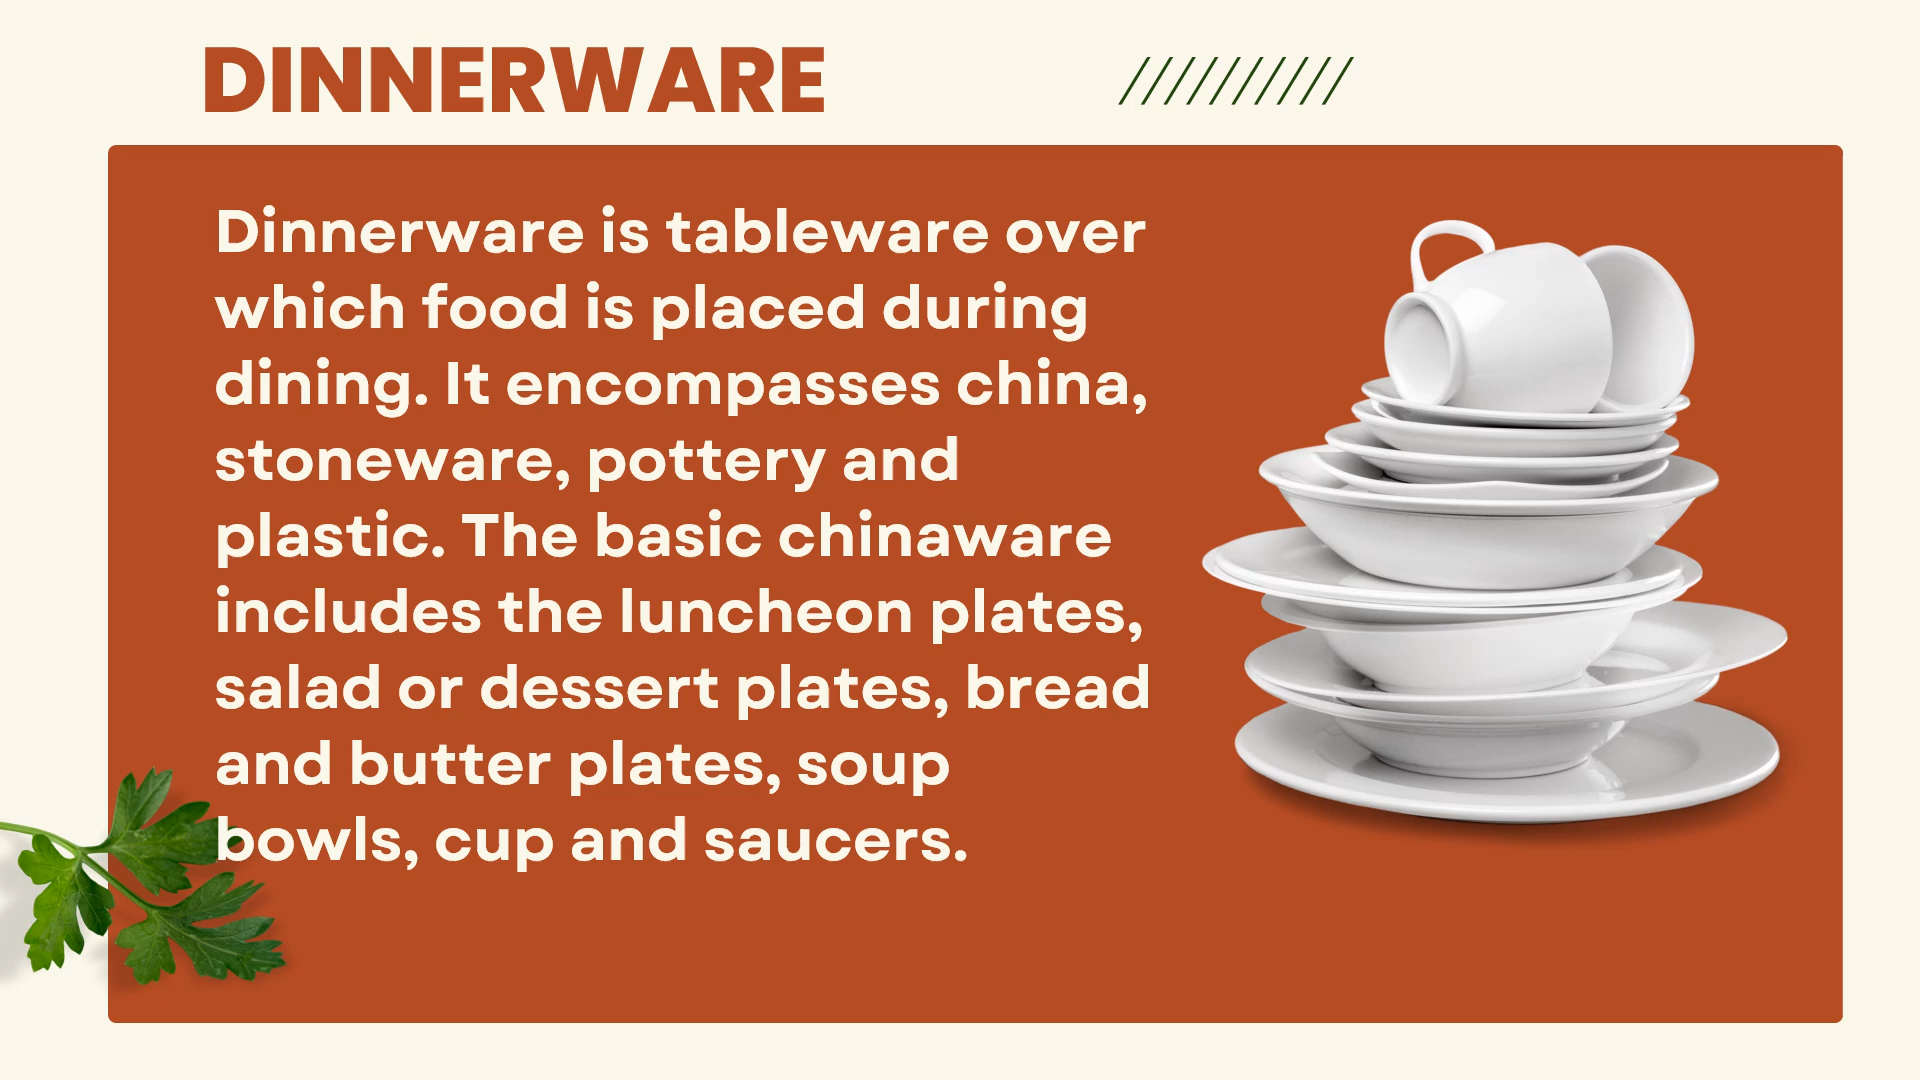 DINNERWARE
Dinnerware is tableware over
which food is placed during
dining. It encompasses china,
stoneware, pottery and
plastic. The basic chinaware
includes the luncheon plates,
salad or dessert plates, bread
and butter plates, soup
bowls, cup and saucers.